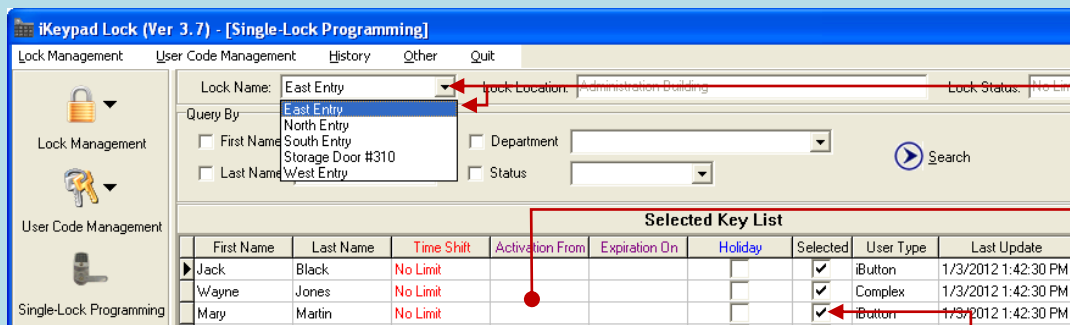 iKeypad Lock (Ver 3.7) - [Single-Lock Programming]
Lock Management User Code Management History Other Quit
Lock Name: East Entry Lock Location: Administration Building Lock Status: No Lim
East Entry
North Entry
South Entry
Storage Door #310
West Entry
Query By
First Name Department
Last Name Status
Search
Lock Management
User Code Management
Single-Lock Programming
Selected Key List
First Name Last Name Time Shift Activation From Expiration On Holiday Selected User Type Last Update
Jack Black No Limit iButton 1/3/2012 1:42:30 PM
Wayne Jones No Limit Complex 1/3/2012 1:42:30 PM
Mary Martin No Limit iButton 1/3/2012 1:42:30 PM